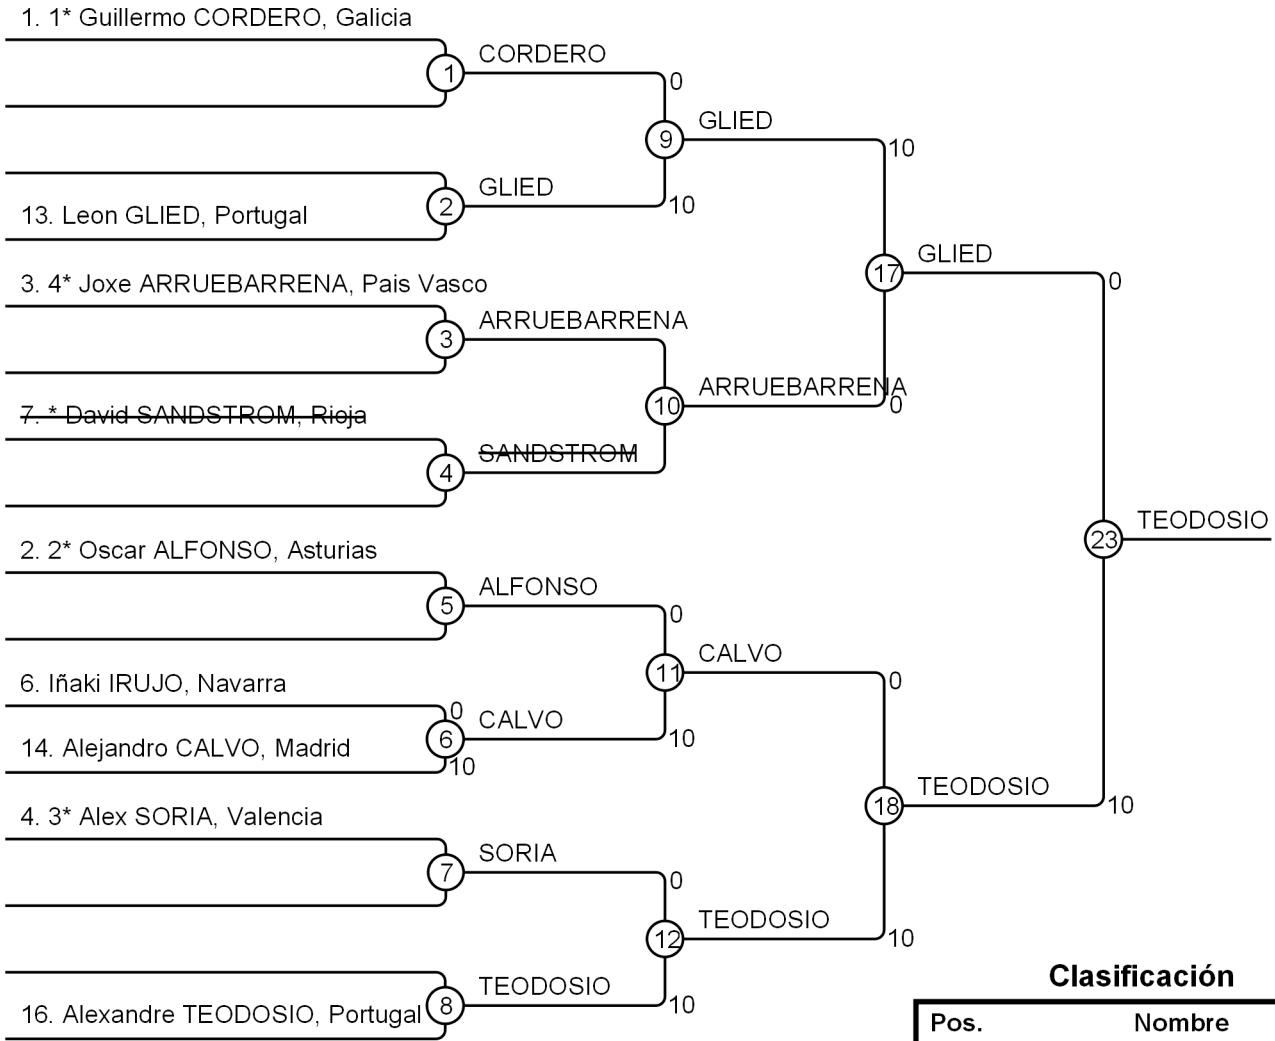 1. 1* Guillermo CORDERO, Galicia
CORDERO
1
0
GLIED
9
10
GLIED
2
10
13. Leon GLIED, Portugal
GLIED
17
0
3. 4* Joxe ARRUEBARRENA, Pais Vasco
ARRUEBARRENA
3
ARRUEBARRENA
10
0
7. * David SANDSTROM, Rioja
SANDSTROM
4
TEODOSIO
23
2. 2* Oscar ALFONSO, Asturias
ALFONSO
5
0
CALVO
11
0
6. Iñaki IRUJO, Navarra
0
CALVO
6
10
14. Alejandro CALVO, Madrid
10
TEODOSIO
18
10
4. 3* Alex SORIA, Valencia
SORIA
7
0
TEODOSIO
12
10
TEODOSIO
8
10
16. Alexandre TEODOSIO, Portugal
Clasificación
Pos. Nombre